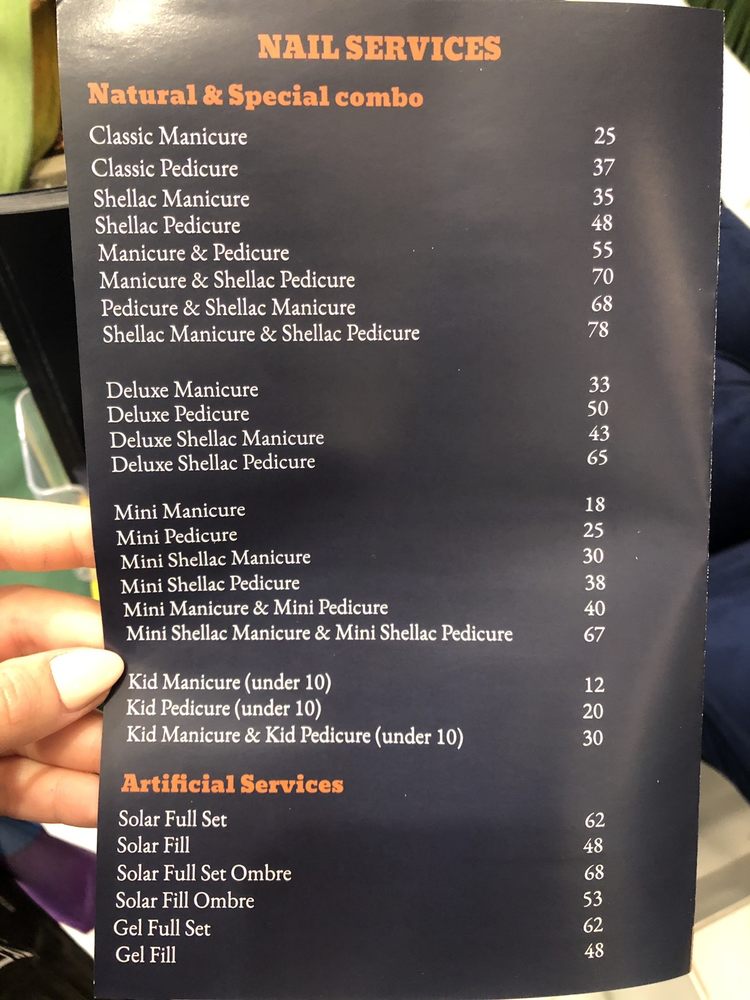 NAIL SERVICES
Natural & Special combo
Classic Manicure 25
Classic Pedicure 37
Shellac Manicure 35
Shellac Pedicure 48
Manicure & Pedicure 55
Manicure & Shellac Pedicure 70
Pedicure & Shellac Manicure 68
Shellac Manicure & Shellac Pedicure 78
Deluxe Manicure 33
Deluxe Pedicure 50
Deluxe Shellac Manicure 43
Deluxe Shellac Pedicure 65
Mini Manicure 18
Mini Pedicure 25
Mini Shellac Manicure 30
Mini Shellac Pedicure 38
Mini Manicure & Mini Pedicure 40
Mini Shellac Manicure & Mini Shellac Pedicure 67
Kid Manicure (under 10) 12
Kid Pedicure (under 10) 20
Kid Manicure & Kid Pedicure (under 10) 30
Artificial Services
Solar Full Set 62
Solar Fill 48
Solar Full Set Ombre 68
Solar Fill Ombre 53
Gel Full Set 62
Gel Fill 48